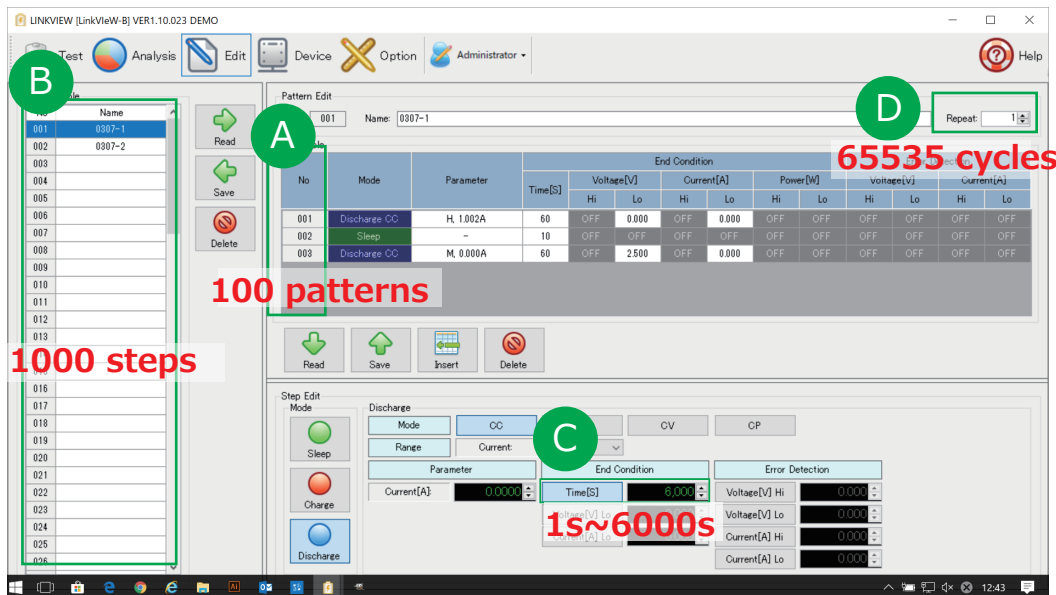 LINKVIEW [LinkVIeW-B] VER1.10.023 DEMO
Test Analysis Edit Device Option Administrator Help
B
No Name
001 0307-1
002 0307-2
003
004
005
006
007
008
009
010
011
012
013
1000 steps
016
017
018
019
020
021
022
023
024
025
026
Read
Save
Delete
Pattern Edit
001 Name: 0307-1
D
Repeat: 1
65535 cycles
A
No Mode Parameter Time[S] End Condition
Voltage[V] Current[A] Power[W] Voltage[V] Current[A]
Hi Lo Hi Lo Hi Lo Hi Lo Hi Lo
001 Discharge CC H, 1.002A 60 OFF 0.000 OFF 0.000 OFF OFF OFF OFF OFF OFF
002 Sleep - 10 OFF OFF OFF OFF OFF OFF OFF OFF OFF OFF
003 Discharge CC M, 0.000A 60 OFF 2.500 OFF 0.000 OFF OFF OFF OFF OFF OFF
100 patterns
Read Save Insert Delete
Step Edit
Mode
Sleep
Charge
Discharge
Discharge
Mode CC CV CP
C
Range Current:
Parameter End Condition Error Detection
Current[A]: 0.0000 Time[S] 6,000 Voltage[V] Hi 0.000
Voltage[V] Lo Voltage[V] Lo 0.000
1s~6000s
Current[A] Lo Current[A] Hi 0.000
Current[A] Lo 0.000
12:43